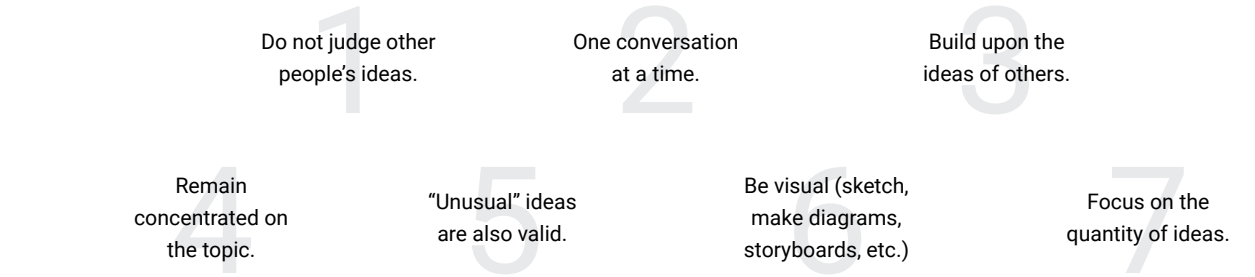 1
Do not judge other
people’s ideas.
2
One conversation
at a time.
3
Build upon the
ideas of others.
4
Remain
concentrated on
the topic.
5
“Unusual” ideas
are also valid.
6
Be visual (sketch,
make diagrams,
storyboards, etc.)
7
Focus on the
quantity of ideas.